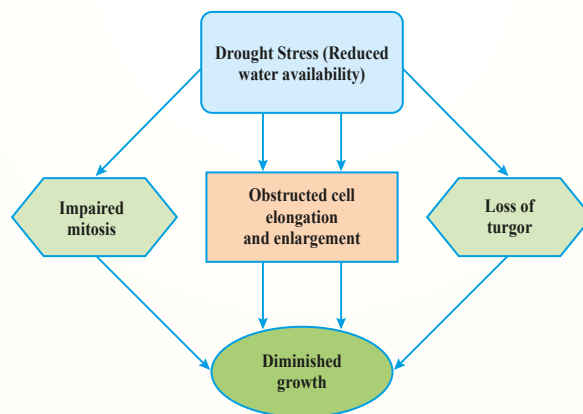 Drought Stress (Reduced
water availability)
Impaired
mitosis
Obstructed cell
elongation
and enlargement
Loss of
turgor
Diminished
growth